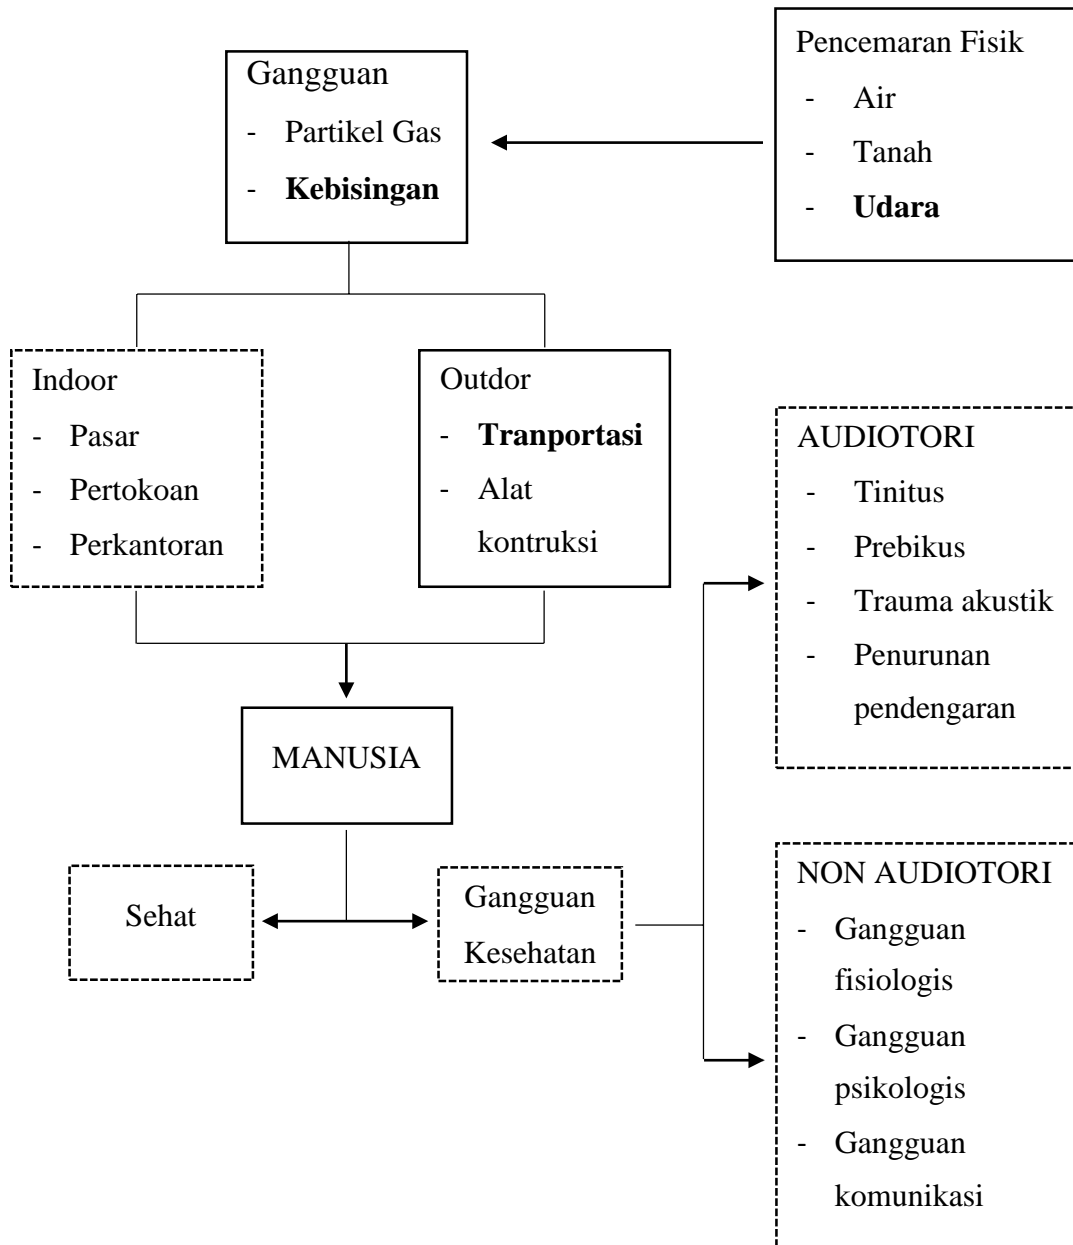 Pencemaran Fisik
- Air
- Tanah
- Udara
Gangguan
- Partikel Gas
- Kebisingan
Indoor
- Pasar
- Pertokoan
- Perkantoran
Outdor
- Tranportasi
- Alat
kontruksi
MANUSIA
Sehat
Gangguan
Kesehatan
AUDIOTORI
- Tinitus
- Prebikus
- Trauma akustik
- Penurunan
pendengaran
NON AUDIOTORI
- Gangguan
fisiologis
- Gangguan
psikologis
- Gangguan
komunikasi